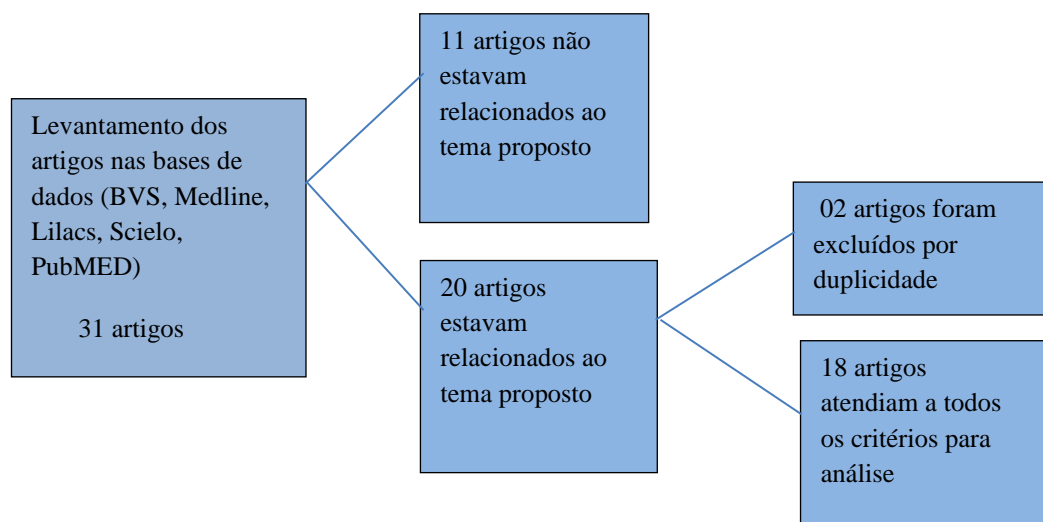 Levantamento dos
artigos nas bases de
dados (BVS, Medline,
Lilacs, Scielo,
PubMED)
31 artigos
11 artigos não
estavam
relacionados ao
tema proposto
20 artigos
estavam
relacionados ao
tema proposto
02 artigos foram
excluídos por
duplicidade
18 artigos
atendiam a todos
os critérios para
análise